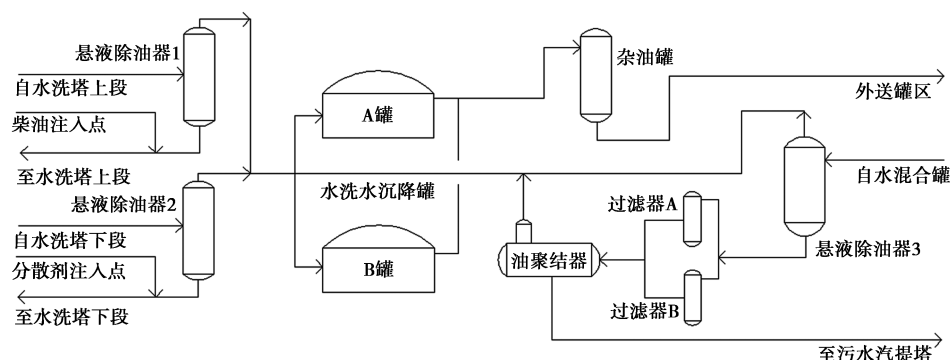 悬液除油器1
自水洗塔上段
柴油注入点
至水洗塔上段
悬液除油器2
自水洗塔下段
分散剂注入点
至水洗塔下段
A罐
水洗水沉降罐
B罐
杂油罐
外送罐区
自水混合罐
悬液除油器3
过滤器A
油聚结器
过滤器B
至污水汽提塔